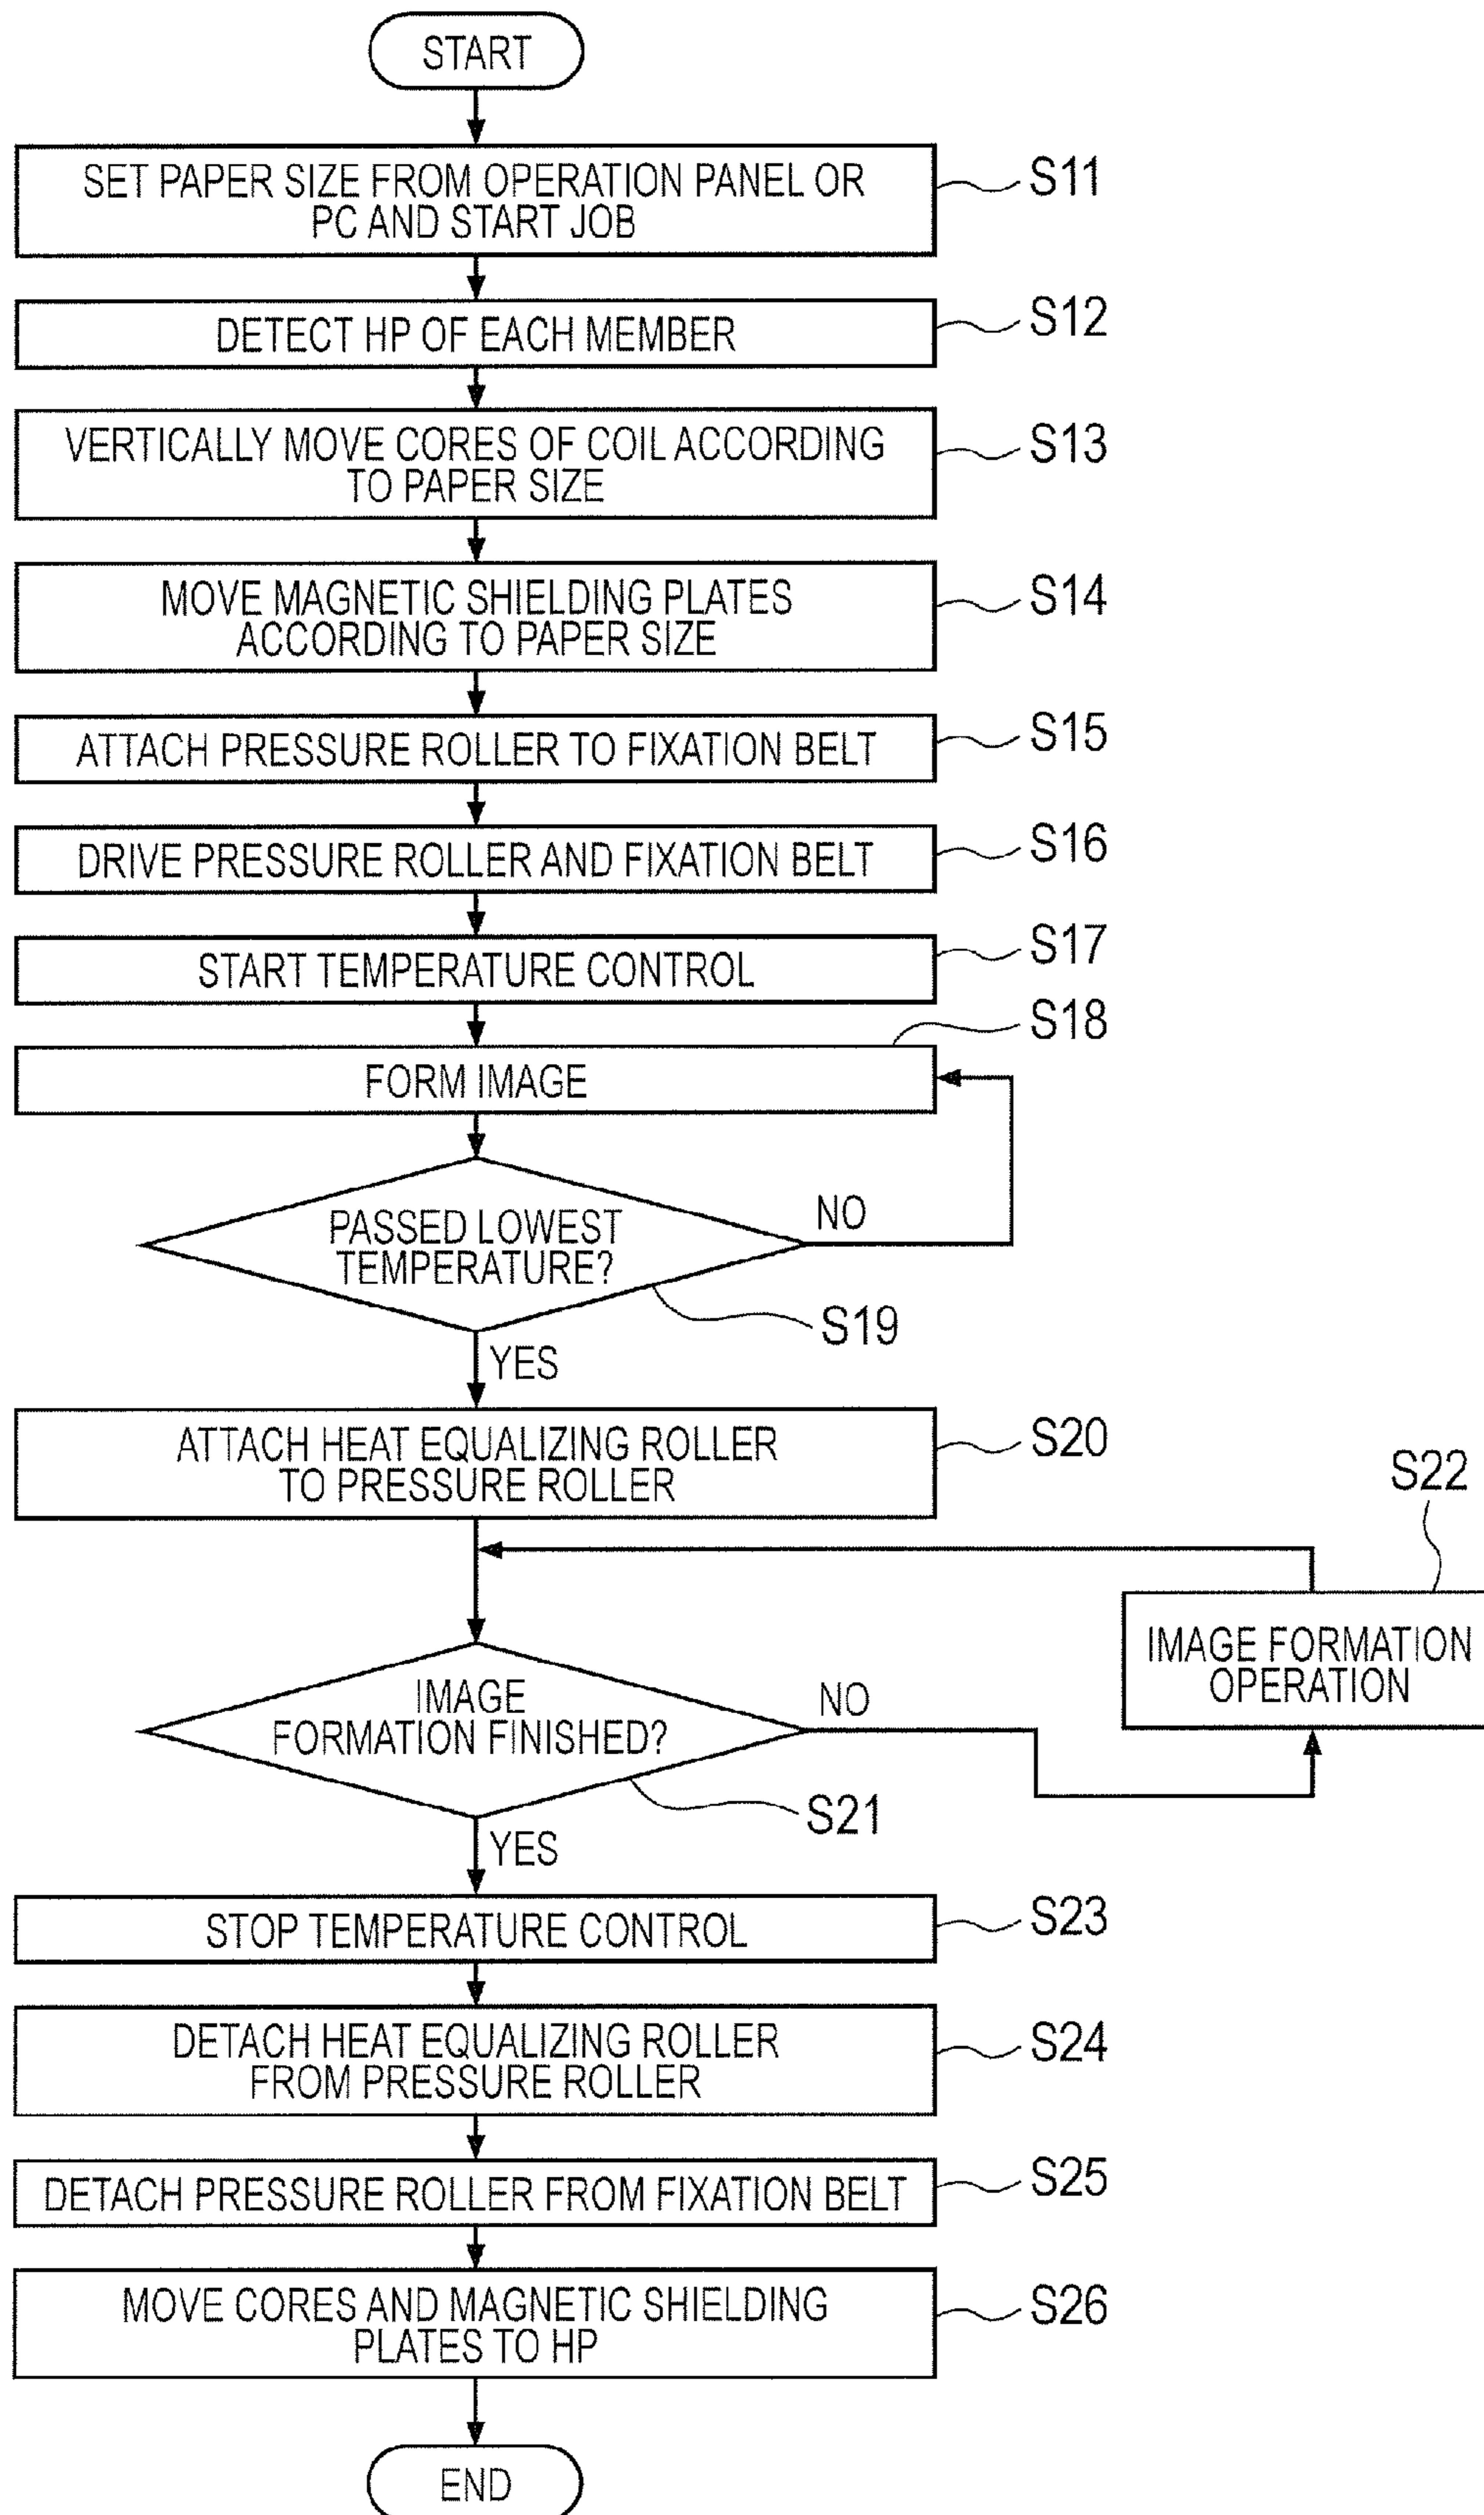 START
SET PAPER SIZE FROM OPERATION PANEL OR
PC AND START JOB
S11
DETECT HP OF EACH MEMBER
S12
VERTICALLY MOVE CORES OF COIL ACCORDING
TO PAPER SIZE
S13
MOVE MAGNETIC SHIELDING PLATES
ACCORDING TO PAPER SIZE
S14
ATTACH PRESSURE ROLLER TO FIXATION BELT
S15
DRIVE PRESSURE ROLLER AND FIXATION BELT
S16
START TEMPERATURE CONTROL
S17
S18
FORM IMAGE
PASSED LOWEST
TEMPERATURE?
NO
S19
YES
ATTACH HEAT EQUALIZING ROLLER
TO PRESSURE ROLLER
S20
S22
IMAGE FORMATION
OPERATION
IMAGE
FORMATION FINISHED?
NO
S21
YES
STOP TEMPERATURE CONTROL
S23
DETACH HEAT EQUALIZING ROLLER
FROM PRESSURE ROLLER
S24
DETACH PRESSURE ROLLER FROM FIXATION BELT
S25
MOVE CORES AND MAGNETIC SHIELDING
PLATES TO HP
S26
END